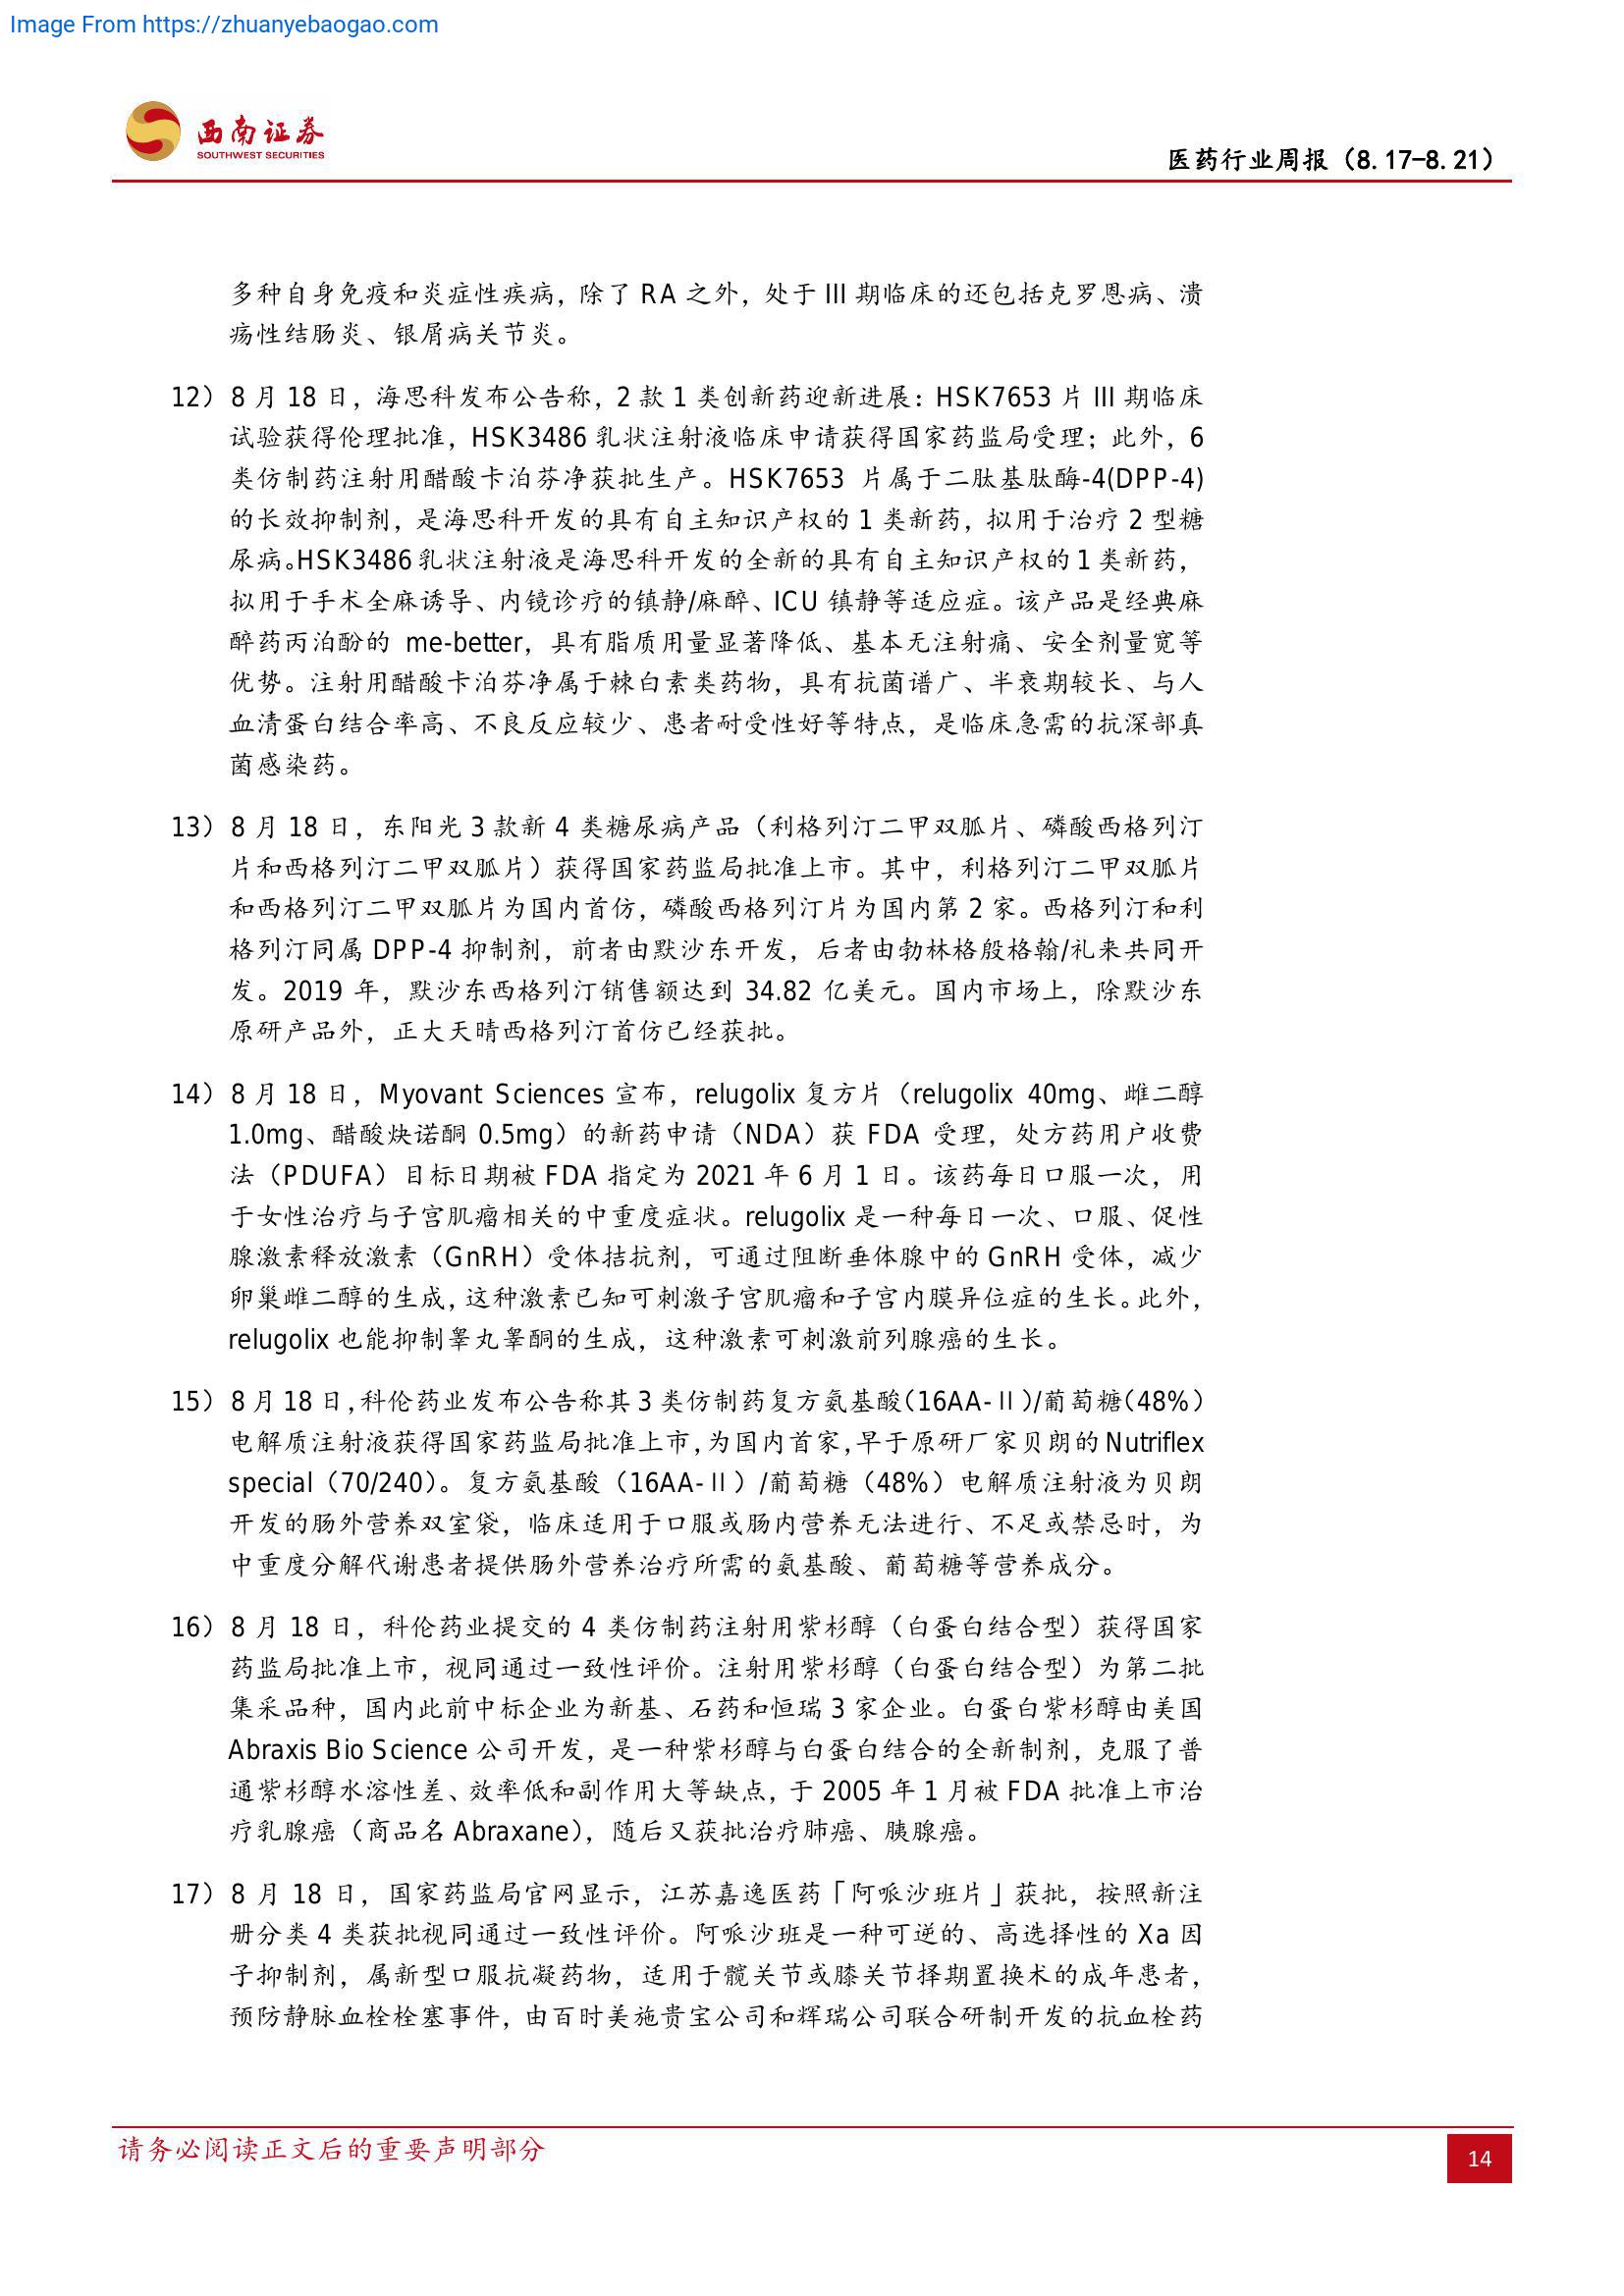 Image From https://zhuanyebaogao.com
西南证券
SOUTHWEST SECURITIES
医药行业周报（8.17-8.21）
多种自身免疫和炎症性疾病，除了 RA 之外，处于 III 期临床的还包括克罗恩病、溃
疡性结肠炎、银屑病关节炎。
12）8 月 18 日，海思科发布公告称，2 款 1 类创新药迎新进展：HSK7653 片 III 期临床
试验获得伦理批准，HSK3486 乳状注射液临床申请获得国家药监局受理；此外，6
类仿制药注射用醋酸卡泊芬净获批生产。HSK7653 片属于二肽基肽酶-4(DPP-4)
的长效抑制剂，是海思科开发的具有自主知识产权的 1 类新药，拟用于治疗 2 型糖
尿病。HSK3486 乳状注射液是海思科开发的全新的具有自主知识产权的 1 类新药，
拟用于手术全麻诱导、内镜诊疗的镇静/麻醉、ICU 镇静等适应症。该产品是经典麻
醉药丙泊酚的 me-better，具有脂质用量显著降低、基本无注射痛、安全剂量宽等
优势。注射用醋酸卡泊芬净属于棘白素类药物，具有抗菌谱广、半衰期较长、与人
血清蛋白结合率高、不良反应较少、患者耐受性好等特点，是临床急需的抗深部真
菌感染药。
13）8 月 18 日，东阳光 3 款新 4 类糖尿病产品（利格列汀二甲双胍片、磷酸西格列汀
片和西格列汀二甲双胍片）获得国家药监局批准上市。其中，利格列汀二甲双胍片
和西格列汀二甲双胍片为国内首仿，磷酸西格列汀片为国内第 2 家。西格列汀和利
格列汀同属 DPP-4 抑制剂，前者由默沙东开发，后者由勃林格殷格翰/礼来共同开
发。2019 年，默沙东西格列汀销售额达到 34.82 亿美元。国内市场上，除默沙东
原研产品外，正大天晴西格列汀首仿已经获批。
14）8 月 18 日，Myovant Sciences 宣布，relugolix 复方片（relugolix 40mg、雌二醇
1.0mg、醋酸炔诺酮 0.5mg）的新药申请（NDA）获 FDA 受理，处方药用户收费
法（PDUFA）目标日期被 FDA 指定为 2021 年 6 月 1 日。该药每日口服一次，用
于女性治疗与子宫肌瘤相关的中重度症状。relugolix 是一种每日一次、口服、促性
腺激素释放激素（GnRH）受体拮抗剂，可通过阻断垂体腺中的 GnRH 受体，减少
卵巢雌二醇的生成，这种激素已知可刺激子宫肌瘤和子宫内膜异位症的生长。此外，
relugolix 也能抑制睾丸睾酮的生成，这种激素可刺激前列腺癌的生长。
15）8 月 18 日，科伦药业发布公告称其 3 类仿制药复方氨基酸（16AA-Ⅱ）/葡萄糖（48%）
电解质注射液获得国家药监局批准上市，为国内首家，早于原研厂家贝朗的 Nutriflex
special（70/240）。复方氨基酸（16AA-Ⅱ）/葡萄糖（48%）电解质注射液为贝朗
开发的肠外营养双室袋，临床适用于口服或肠内营养无法进行、不足或禁忌时，为
中重度分解代谢患者提供肠外营养治疗所需的氨基酸、葡萄糖等营养成分。
16）8 月 18 日，科伦药业提交的 4 类仿制药注射用紫杉醇（白蛋白结合型）获得国家
药监局批准上市，视同通过一致性评价。注射用紫杉醇（白蛋白结合型）为第二批
集采品种，国内此前中标企业为新基、石药和恒瑞 3 家企业。白蛋白紫杉醇由美国
Abraxis Bio Science 公司开发，是一种紫杉醇与白蛋白结合的全新制剂，克服了普
通紫杉醇水溶性差、效率低和副作用大等缺点，于 2005 年 1 月被 FDA 批准上市治
疗乳腺癌（商品名 Abraxane），随后又获批治疗肺癌、胰腺癌。
17）8 月 18 日，国家药监局官网显示，江苏嘉逸医药「阿哌沙班片」获批，按照新注
册分类 4 类获批视同通过一致性评价。阿哌沙班是一种可逆的、高选择性的 Xa 因
子抑制剂，属新型口服抗凝药物，适用于髋关节或膝关节择期置换术的成年患者，
预防静脉血栓栓塞事件，由百时美施贵宝公司和辉瑞公司联合研制开发的抗血栓药
请务必阅读正文后的重要声明部分
14